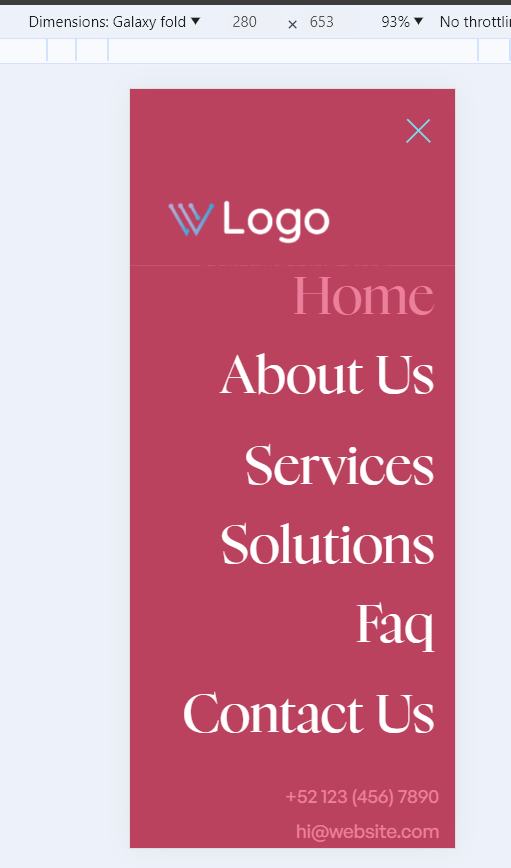 Dimensions: Galaxy fold ▼ 280 × 653 93% ▼ No throttli
Logo
Home
About Us
Services
Solutions
Faq
Contact Us
+52 123 (456) 7890
hi@website.com